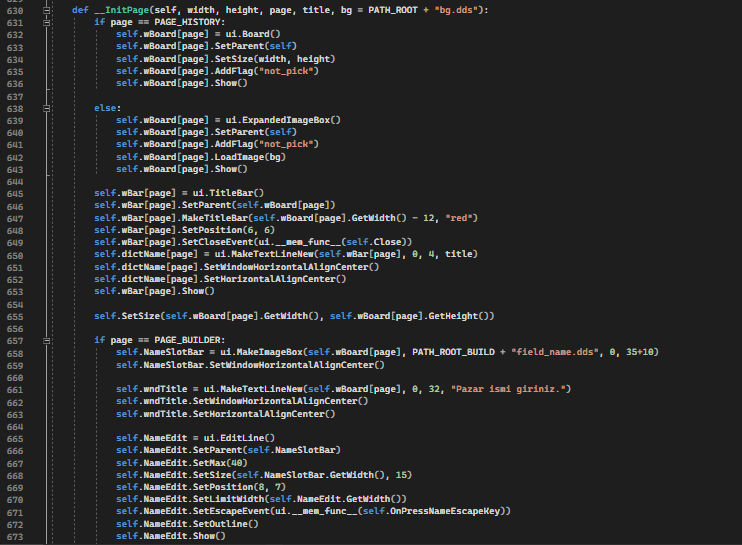 630 def __InitPage(self, width, height, page, title, bg = PATH_ROOT + "bg.dds"):
631 if page == PAGE_HISTORY:
632 self.wBoard[page] = ui.Board()
633 self.wBoard[page].SetParent(self)
634 self.wBoard[page].SetSize(width, height)
635 self.wBoard[page].AddFlag("not_pick")
636 self.wBoard[page].Show()
637
638 else:
639 self.wBoard[page] = ui.ExpandedImageBox()
640 self.wBoard[page].SetParent(self)
641 self.wBoard[page].AddFlag("not_pick")
642 self.wBoard[page].LoadImage(bg)
643 self.wBoard[page].Show()
644
645 self.wBar[page] = ui.TitleBar()
646 self.wBar[page].SetParent(self.wBoard[page])
647 self.wBar[page].MakeTitleBar(self.wBoard[page].GetWidth() - 12, "red")
648 self.wBar[page].SetPosition(6, 6)
649 self.wBar[page].SetCloseEvent(ui.__mem_func__(self.Close))
650 self.dictName[page] = ui.MakeTextLineNew(self.wBar[page], 0, 4, title)
651 self.dictName[page].SetWindowHorizontalAlignCenter()
652 self.dictName[page].SetHorizontalAlignCenter()
653 self.wBar[page].Show()
654
655 self.SetSize(self.wBoard[page].GetWidth(), self.wBoard[page].GetHeight())
656
657 if page == PAGE_BUILDER:
658 self.NameSlotBar = ui.MakeImageBox(self.wBoard[page], PATH_ROOT_BUILD + "field_name.dds", 0, 35+10)
659 self.NameSlotBar.SetWindowHorizontalAlignCenter()
660
661 self.wndTitle = ui.MakeTextLineNew(self.wBoard[page], 0, 32, "Pazar ismi giriniz.")
662 self.wndTitle.SetWindowHorizontalAlignCenter()
663 self.wndTitle.SetHorizontalAlignCenter()
664
665 self.NameEdit = ui.EditLine()
666 self.NameEdit.SetParent(self.NameSlotBar)
667 self.NameEdit.SetMax(40)
668 self.NameEdit.SetSize(self.NameSlotBar.GetWidth(), 15)
669 self.NameEdit.SetPosition(8, 7)
670 self.NameEdit.SetLimitWidth(self.NameEdit.GetWidth())
671 self.NameEdit.SetEscapeEvent(ui.__mem_func__(self.OnPressNameEscapeKey))
672 self.NameEdit.SetOutline()
673 self.NameEdit.Show()